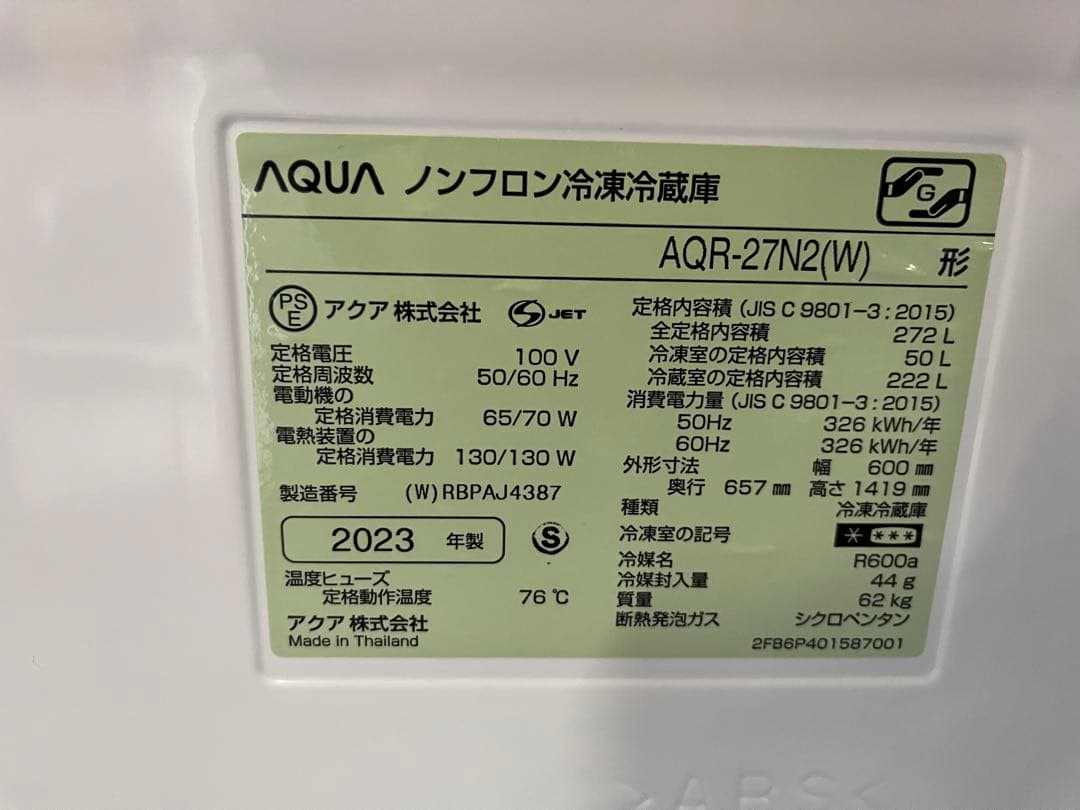 AQUA ノンフロン冷凍冷蔵庫
G
AQR-27N2(W) 形
PSE アクア 株式会社 S JET
定格電圧 100 V
定格周波数 50/60 Hz
電動機の
定格消費電力 65/70 W
電熱装置の
定格消費電力 130/130 W
製造番号 (W)RBPAJ4387
2023 年製 S
温度ヒューズ
定格動作温度 76 ℃
アクア 株式会社
Made in Thailand
定格内容積 (JIS C 9801-3:2015)
全定格内容積 272 L
冷凍室の定格内容積 50 L
冷蔵室の定格内容積 222 L
消費電力量 (JIS C 9801-3:2015)
50Hz 326 kWh/年
60Hz 326 kWh/年
外形寸法 幅 600 ㎜
奥行 657 ㎜ 高さ 1419 ㎜
種類 冷凍冷蔵庫
冷凍室の記号 * ***
冷媒名 R600a
冷媒封入量 44 g
質量 62 kg
断熱発泡ガス シクロペンタン
2FB6P401587001
>ABS<